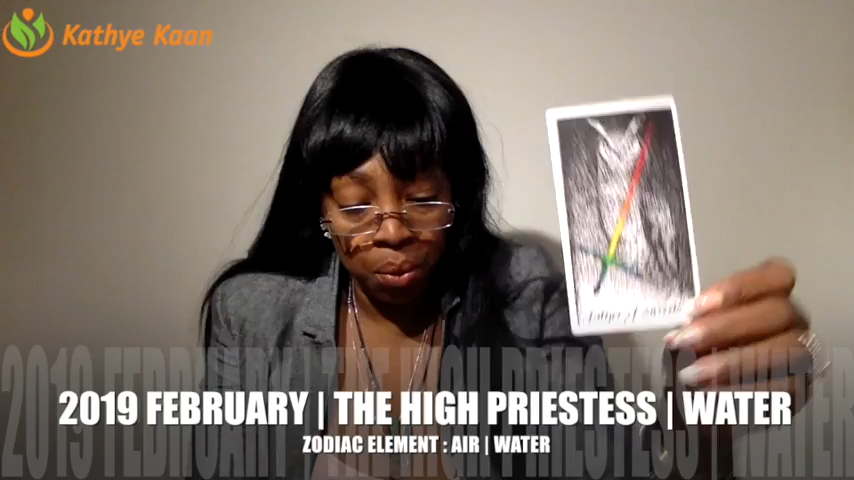 Kathye Kaan
2019 FEBRUARY | THE HIGH PRIESTESS | WATER
ZODIAC ELEMENT : AIR | WATER